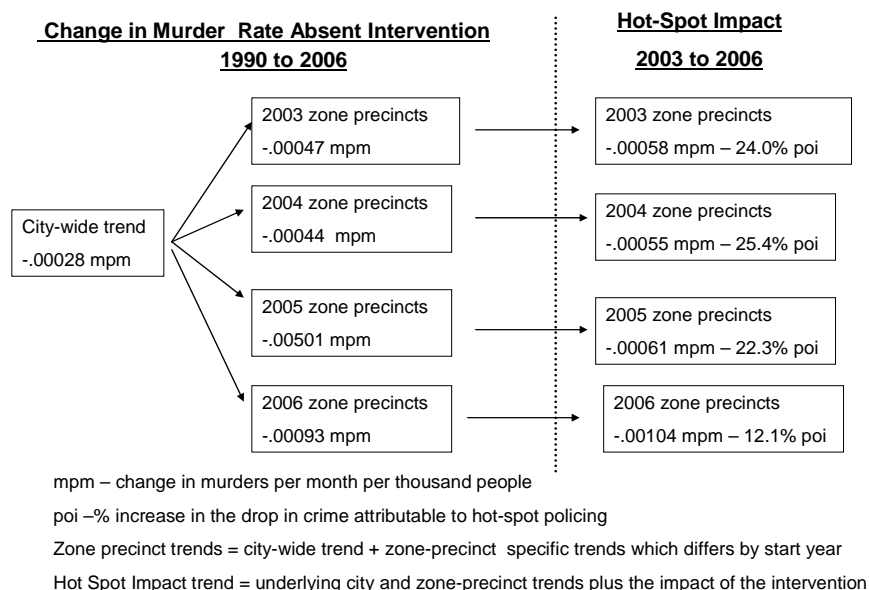 Change in Murder Rate Absent Intervention
1990 to 2006
Hot-Spot Impact
2003 to 2006
City-wide trend
-.00028 mpm
2003 zone precincts
-.00047 mpm
2003 zone precincts
-.00058 mpm – 24.0% poi
2004 zone precincts
-.00044 mpm
2004 zone precincts
-.00055 mpm – 25.4% poi
2005 zone precincts
-.00501 mpm
2005 zone precincts
-.00061 mpm – 22.3% poi
2006 zone precincts
-.00093 mpm
2006 zone precincts
-.00104 mpm – 12.1% poi
mpm – change in murders per month per thousand people
poi –% increase in the drop in crime attributable to hot-spot policing
Zone precinct trends = city-wide trend + zone-precinct specific trends which differs by start year
Hot Spot Impact trend = underlying city and zone-precinct trends plus the impact of the intervention